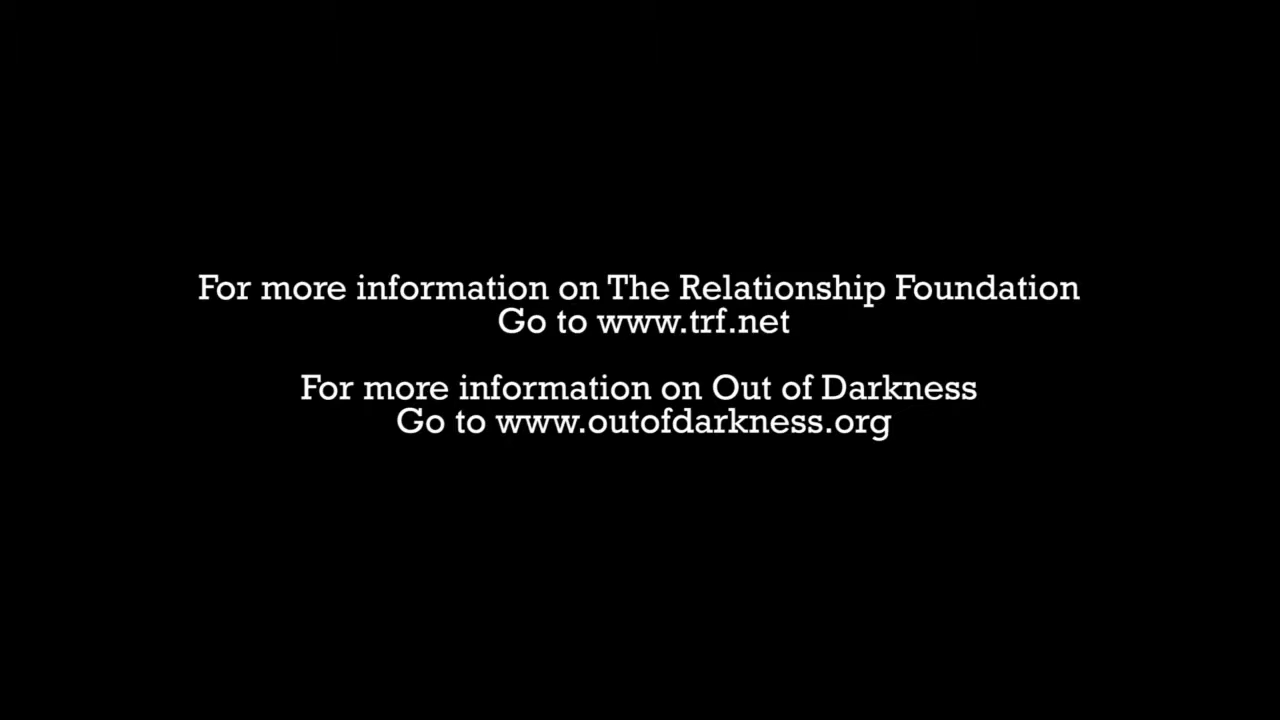 For more information on The Relationship Foundation
Go to www.trf.net
For more information on Out of Darkness
Go to www.outofdarkness.org